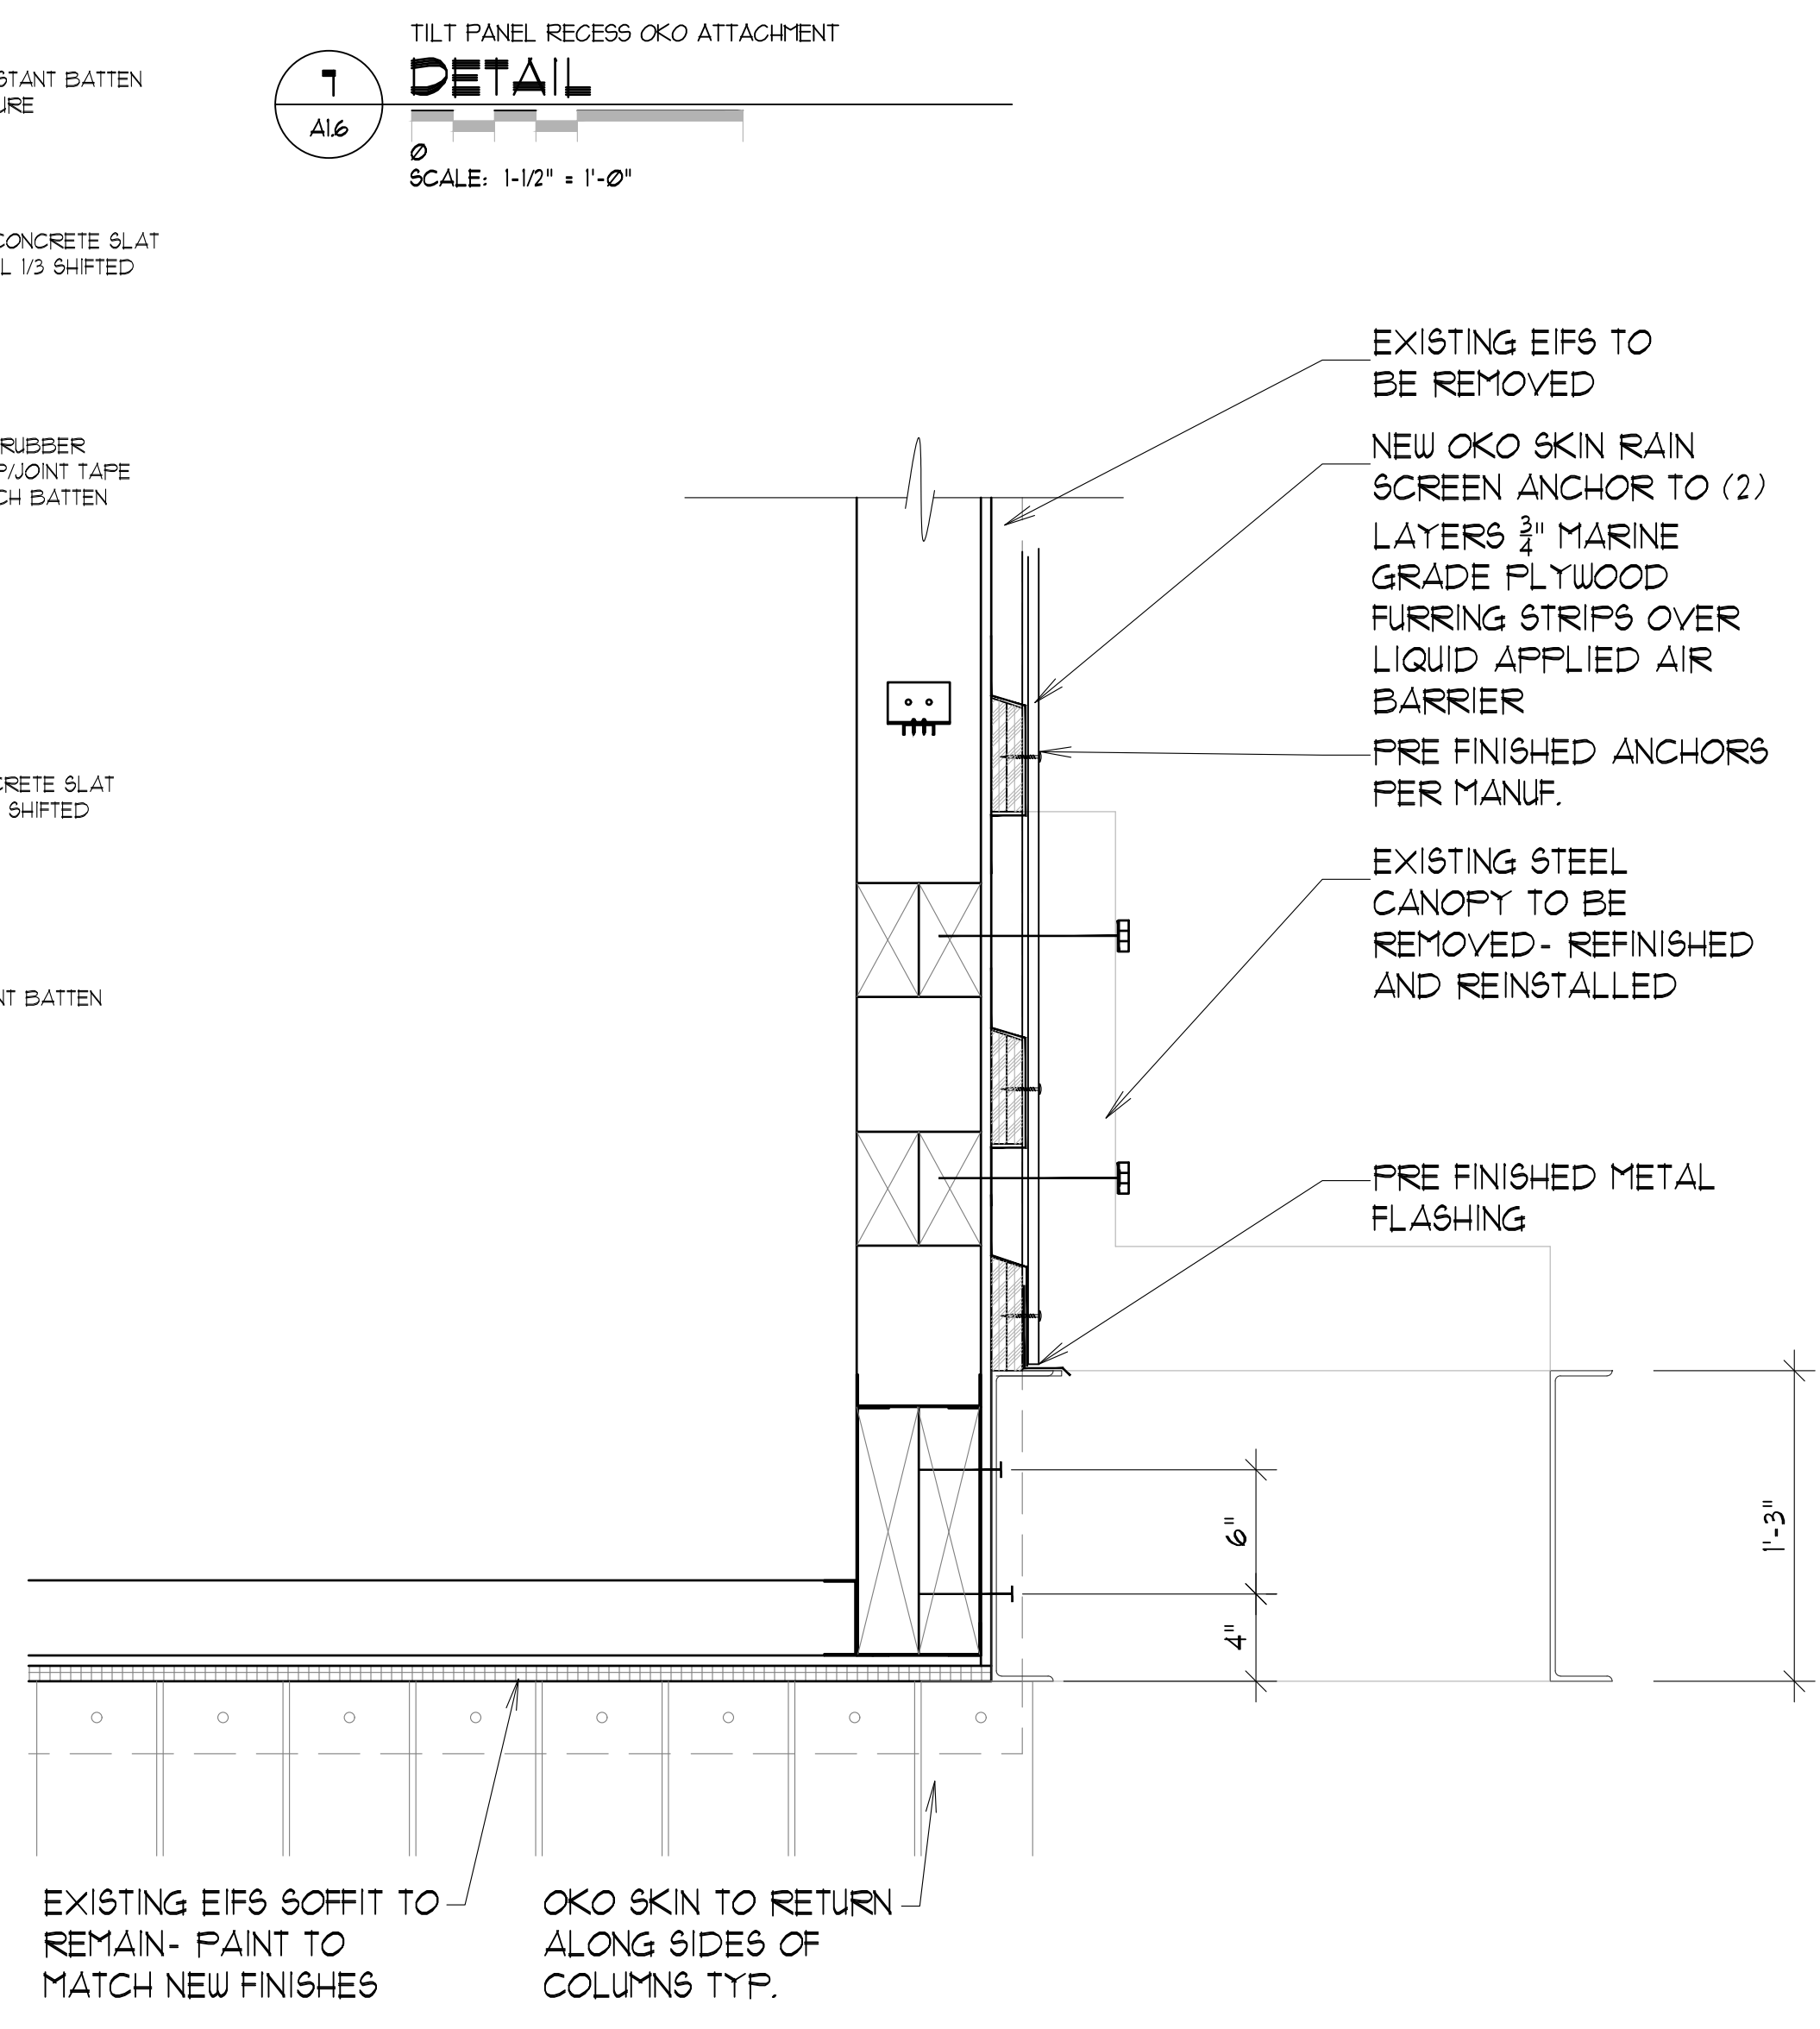 TILT PANEL RECESS OKO ATTACHMENT
DETAIL
7
A1.6
Ø
SCALE: 1-1/2" = 1'-Ø"
STANT BATTEN
URE
CONCRETE SLAT
L 1/3 SHIFTED
RUBBER
P/JOINT TAPE
CH BATTEN
CRETE SLAT
SHIFTED
NT BATTEN
EXISTING EIFS TO
BE REMOVED
NEW OKO SKIN RAIN
SCREEN ANCHOR TO (2)
LAYERS 3/4" MARINE
GRADE PLYWOOD
FURRING STRIPS OVER
LIQUID APPLIED AIR
BARRIER
PRE FINISHED ANCHORS
PER MANUF.
EXISTING STEEL
CANOPY TO BE
REMOVED- REFINISHED
AND REINSTALLED
PRE FINISHED METAL
FLASHING
6"
4"
1'-3"
EXISTING EIFS SOFFIT TO
REMAIN- PAINT TO
MATCH NEW FINISHES
OKO SKIN TO RETURN
ALONG SIDES OF
COLUMNS TYP.